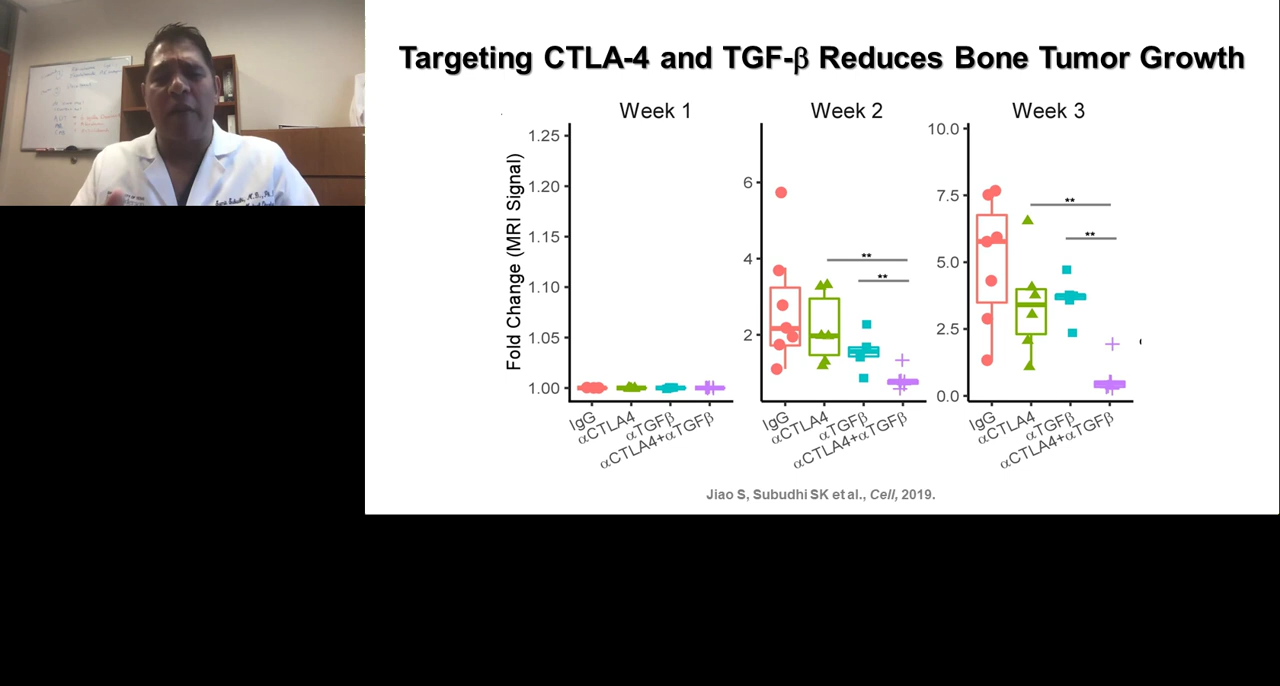 Targeting CTLA-4 and TGF-β Reduces Bone Tumor Growth
Week 1
Week 2
Week 3
Fold Change (MRI Signal)
1.25
1.20
1.15
1.10
1.05
1.00
6
4
2
10.0
7.5
5.0
2.5
0.0
**
**
**
**
IgG
αCTLA4
αTGFβ
αCTLA4+αTGFβ
IgG
αCTLA4
αTGFβ
αCTLA4+αTGFβ
IgG
αCTLA4
αTGFβ
αCTLA4+αTGFβ
Jiao S, Subudhi SK et al., Cell, 2019.